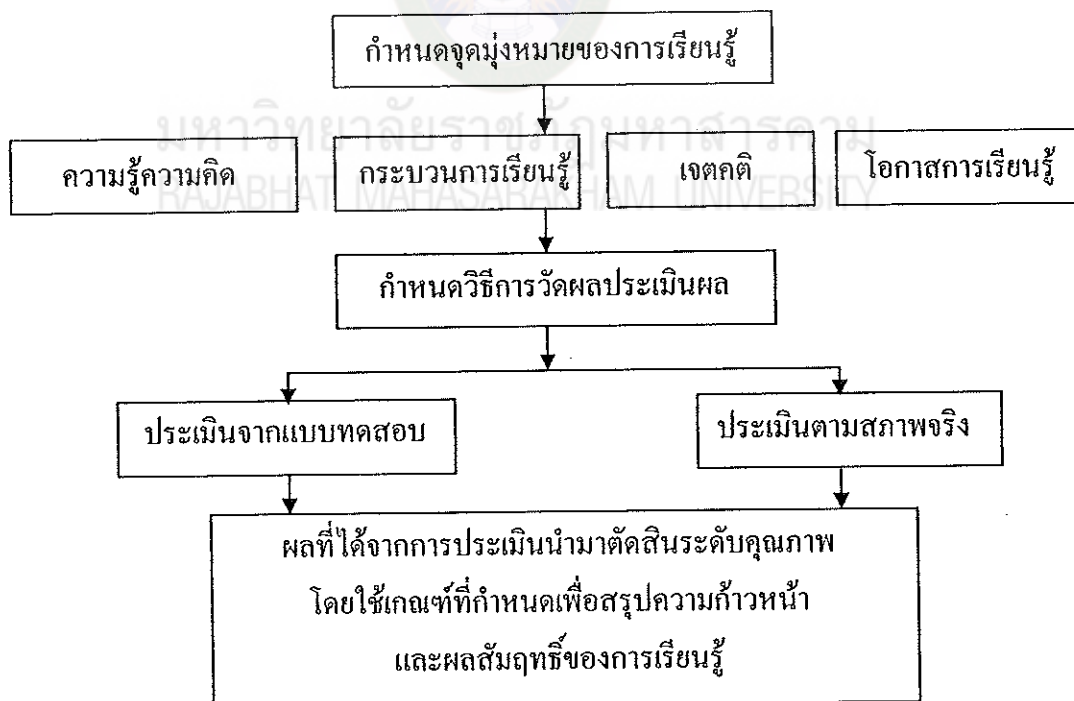 กำหนดจุดมุ่งหมายของการเรียนรู้
มหาวิทยาลัยราชภัฏมหาสารคาม
ความรู้ความคิด
กระบวนการเรียนรู้
เจตคติ
โอกาสการเรียนรู้
RAJABHAT MAHASARAKHAM UNIVERSITY
กำหนดวิธีการวัดผลประเมินผล
ประเมินจากแบบทดสอบ
ประเมินตามสภาพจริง
ผลที่ได้จากการประเมินนำมาตัดสินระดับคุณภาพ
โดยใช้เกณฑ์ที่กำหนดเพื่อสรุปความก้าวหน้า
และผลสัมฤทธิ์ของการเรียนรู้